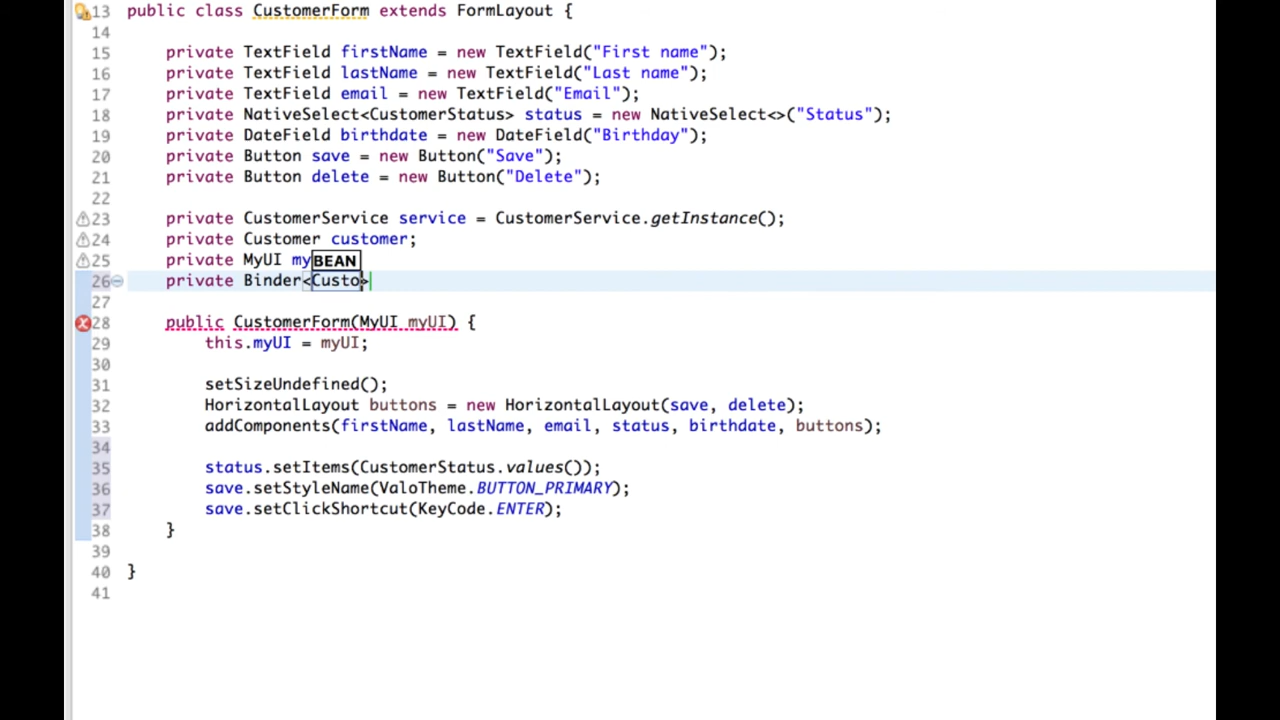 13 public class CustomerForm extends FormLayout {
14
15 private TextField firstName = new TextField("First name");
16 private TextField lastName = new TextField("Last name");
17 private TextField email = new TextField("Email");
18 private NativeSelect<CustomerStatus> status = new NativeSelect<>("Status");
19 private DateField birthdate = new DateField("Birthday");
20 private Button save = new Button("Save");
21 private Button delete = new Button("Delete");
22
23 private CustomerService service = CustomerService.getInstance();
24 private Customer customer;
25 private MyUI my BEAN
26 private Binder<Custo>
27
28 public CustomerForm(MyUI myUI) {
29 this.myUI = myUI;
30
31 setSizeUndefined();
32 HorizontalLayout buttons = new HorizontalLayout(save, delete);
33 addComponents(firstName, lastName, email, status, birthdate, buttons);
34
35 status.setItems(CustomerStatus.values());
36 save.setStyleName(ValoTheme.BUTTON_PRIMARY);
37 save.setClickShortcut(KeyCode.ENTER);
38 }
39
40 }
41